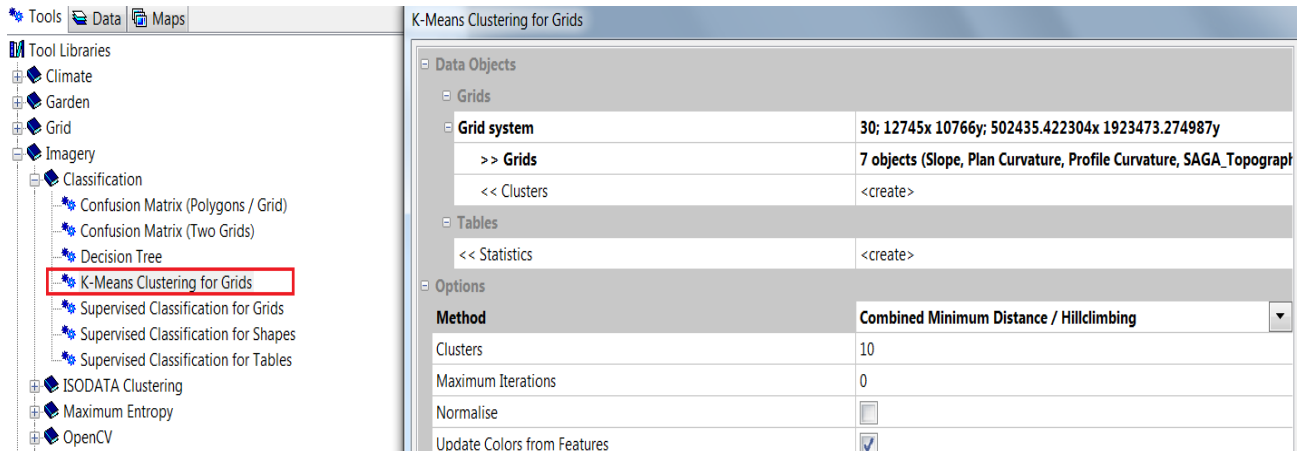 Tools Data Maps
Tool Libraries
Climate
Garden
Grid
Imagery
Classification
Confusion Matrix (Polygons / Grid)
Confusion Matrix (Two Grids)
Decision Tree
K-Means Clustering for Grids
Supervised Classification for Grids
Supervised Classification for Shapes
Supervised Classification for Tables
ISODATA Clustering
Maximum Entropy
OpenCV
K-Means Clustering for Grids
Data Objects
Grids
Grid system 30; 12745x 10766y; 502435.422304x 1923473.274987y
>> Grids 7 objects (Slope, Plan Curvature, Profile Curvature, SAGA_Topograph
<< Clusters <create>
Tables
<< Statistics <create>
Options
Method Combined Minimum Distance / Hillclimbing
Clusters 10
Maximum Iterations 0
Normalise
Update Colors from Features